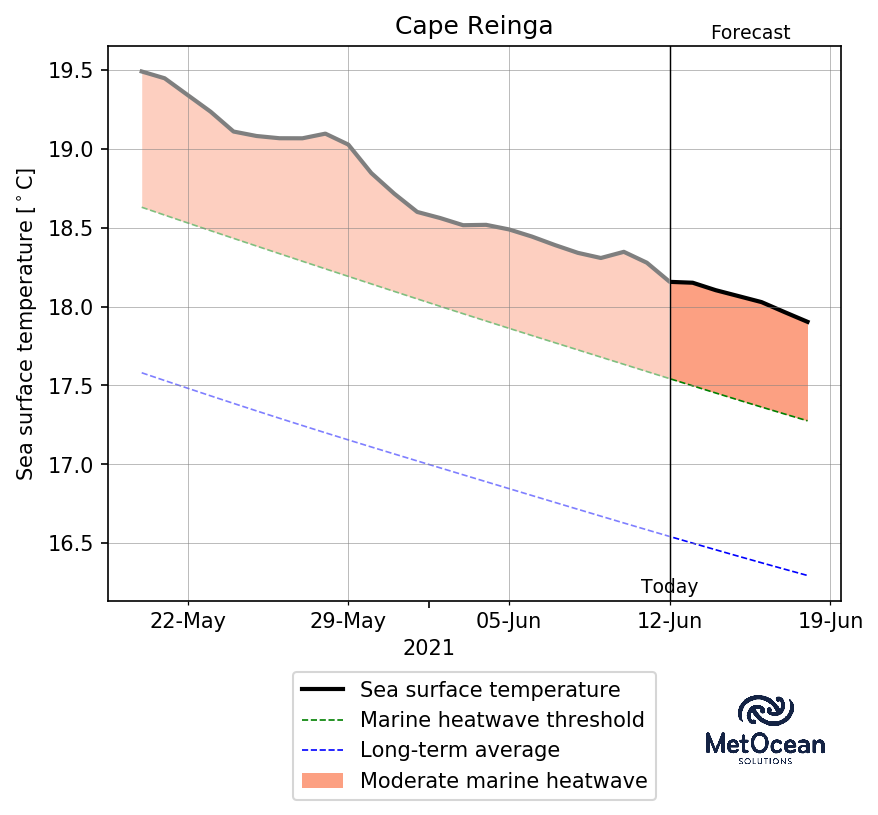 Cape Reinga
Forecast
Sea surface temperature [°C]
19.5
19.0
18.5
18.0
17.5
17.0
16.5
Today
22-May
29-May
05-Jun
12-Jun
19-Jun
2021
Sea surface temperature
Marine heatwave threshold
Long-term average
Moderate marine heatwave
MetOcean
SOLUTIONS